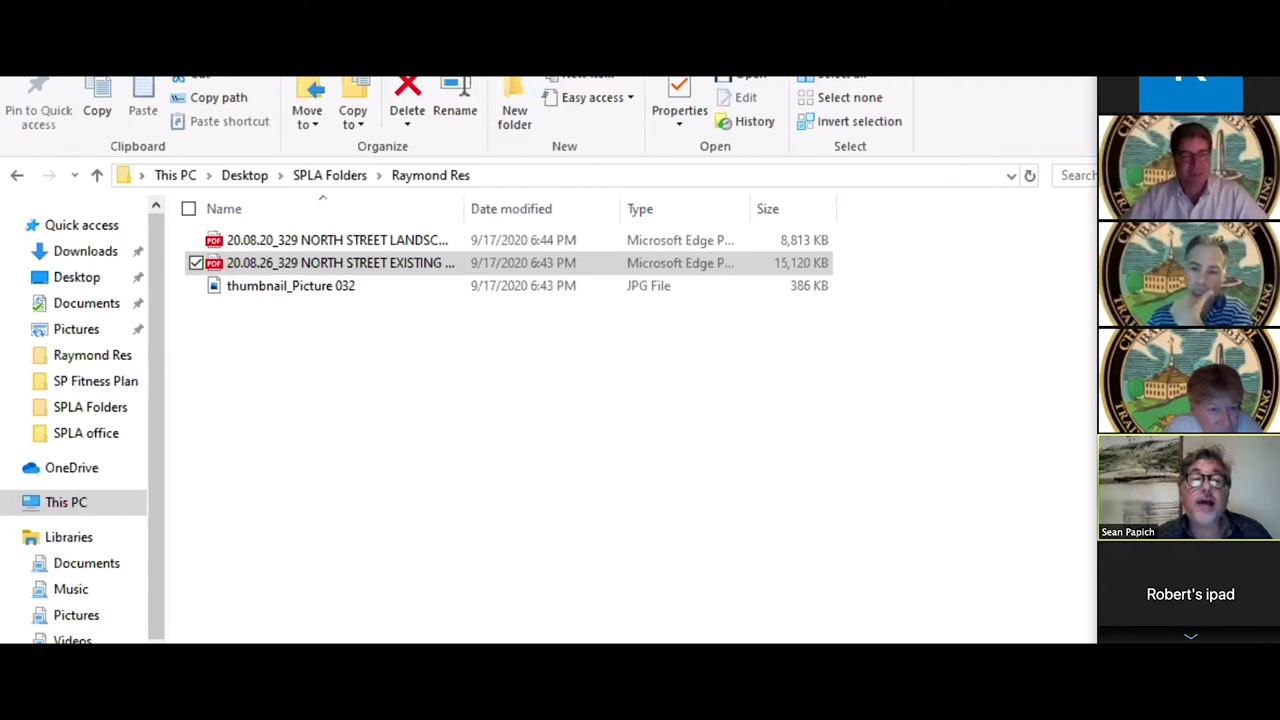 Pin to Quick access
Copy
Paste
Copy path
Paste shortcut
Clipboard
Move to
Copy to
Delete
Rename
Organize
New folder
Easy access
New
Properties
Open
Edit
History
Open
Select all
Select none
Invert selection
Select
This PC > Desktop > SPLA Folders > Raymond Res
Search
Name Date modified Type Size
20.08.20_329 NORTH STREET LANDSC... 9/17/2020 6:44 PM Microsoft Edge P... 8,813 KB
20.08.26_329 NORTH STREET EXISTING ... 9/17/2020 6:43 PM Microsoft Edge P... 15,120 KB
thumbnail_Picture 032 9/17/2020 6:43 PM JPG File 386 KB
Quick access
Downloads
Desktop
Documents
Pictures
Raymond Res
SP Fitness Plan
SPLA Folders
SPLA office
OneDrive
This PC
Libraries
Documents
Music
Pictures
Videos
Sean Papich
Robert's ipad